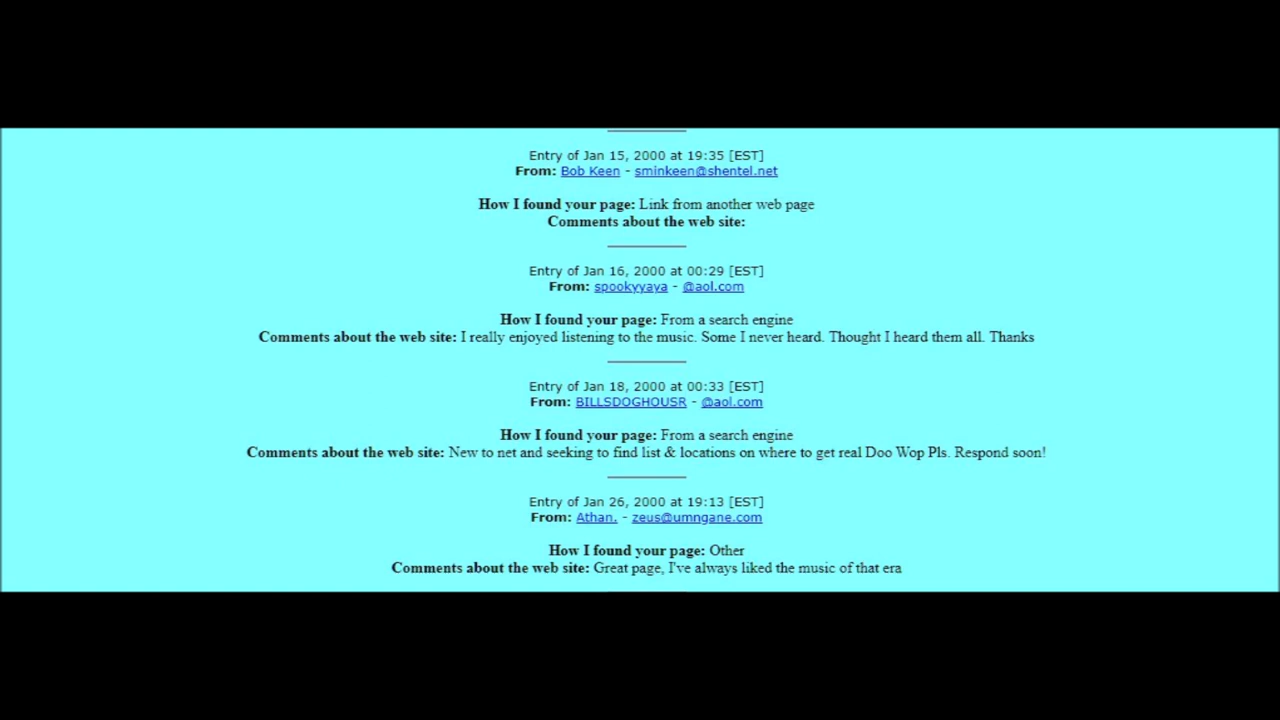 Entry of Jan 15, 2000 at 19:35 [EST]
From: Bob Keen - sminkeen@shentel.net
How I found your page: Link from another web page
Comments about the web site:
Entry of Jan 16, 2000 at 00:29 [EST]
From: spookyyaya - @aol.com
How I found your page: From a search engine
Comments about the web site: I really enjoyed listening to the music. Some I never heard. Thought I heard them all. Thanks
Entry of Jan 18, 2000 at 00:33 [EST]
From: BILLSDOGHOUSR - @aol.com
How I found your page: From a search engine
Comments about the web site: New to net and seeking to find list & locations on where to get real Doo Wop Pls. Respond soon!
Entry of Jan 26, 2000 at 19:13 [EST]
From: Athan. - zeus@umngane.com
How I found your page: Other
Comments about the web site: Great page, I've always liked the music of that era